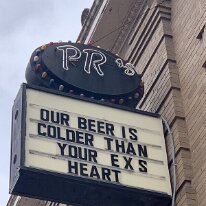 PR's
OUR BEER IS
COLDER THAN
YOUR EXS
HEART